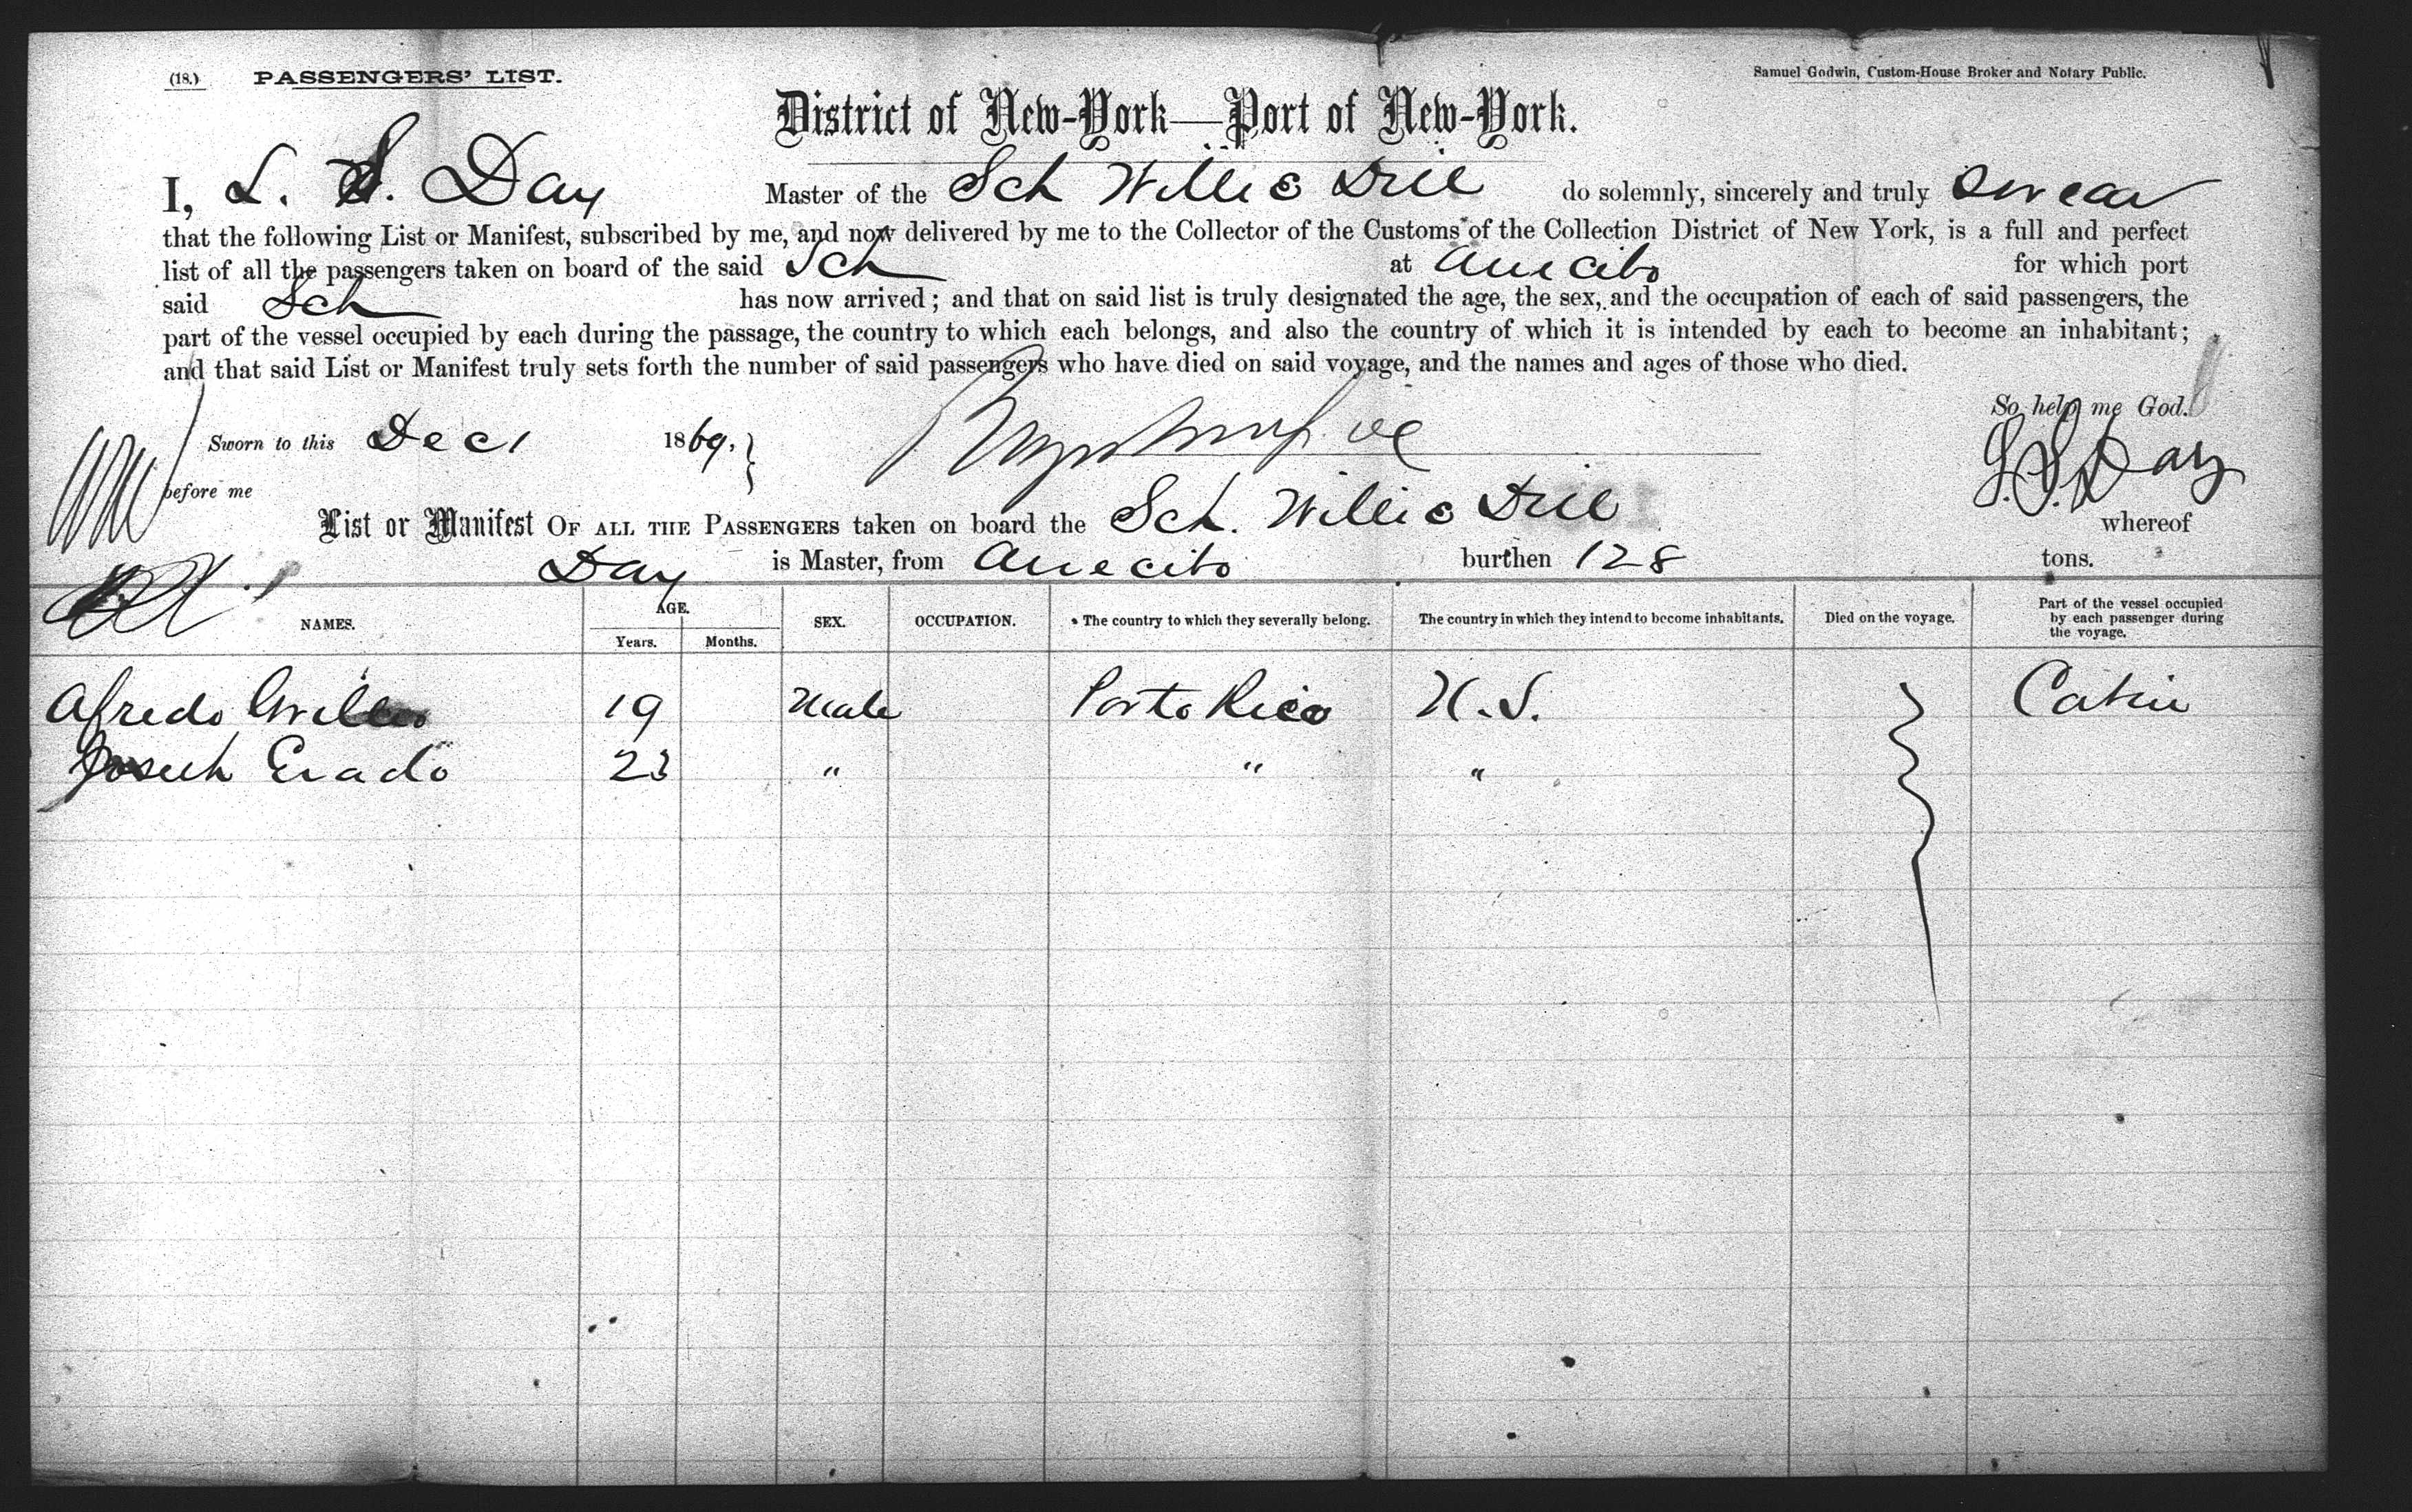 (18.) PASSENGERS' LIST.
Samuel Godwin, Custom-House Broker and Notary Public.
District of New-York—Port of New-York.
I, L. S. Day Master of the Sch Willie Dill do solemnly, sincerely and truly swear
that the following List or Manifest, subscribed by me, and now delivered by me to the Collector of the Customs of the Collection District of New York, is a full and perfect
list of all the passengers taken on board of the said Sch at Arrecibo for which port
said Sch has now arrived; and that on said list is truly designated the age, the sex, and the occupation of each of said passengers, the
part of the vessel occupied by each during the passage, the country to which each belongs, and also the country of which it is intended by each to become an inhabitant;
and that said List or Manifest truly sets forth the number of said passengers who have died on said voyage, and the names and ages of those who died.
So help me God.
Sworn to this Dec 1 1869.
L. S. Day
before me
List or Manifest OF ALL THE PASSENGERS taken on board the Sch. Willie Dill whereof
Day is Master, from Arrecibo burthen 128 tons.
NAMES. AGE. Years. Months. SEX. OCCUPATION. The country to which they severally belong. The country in which they intend to become inhabitants. Died on the voyage. Part of the vessel occupied by each passenger during the voyage.
Afredo 19 Male Porto Rico U.S. Cabin
Joseph 23 " " "